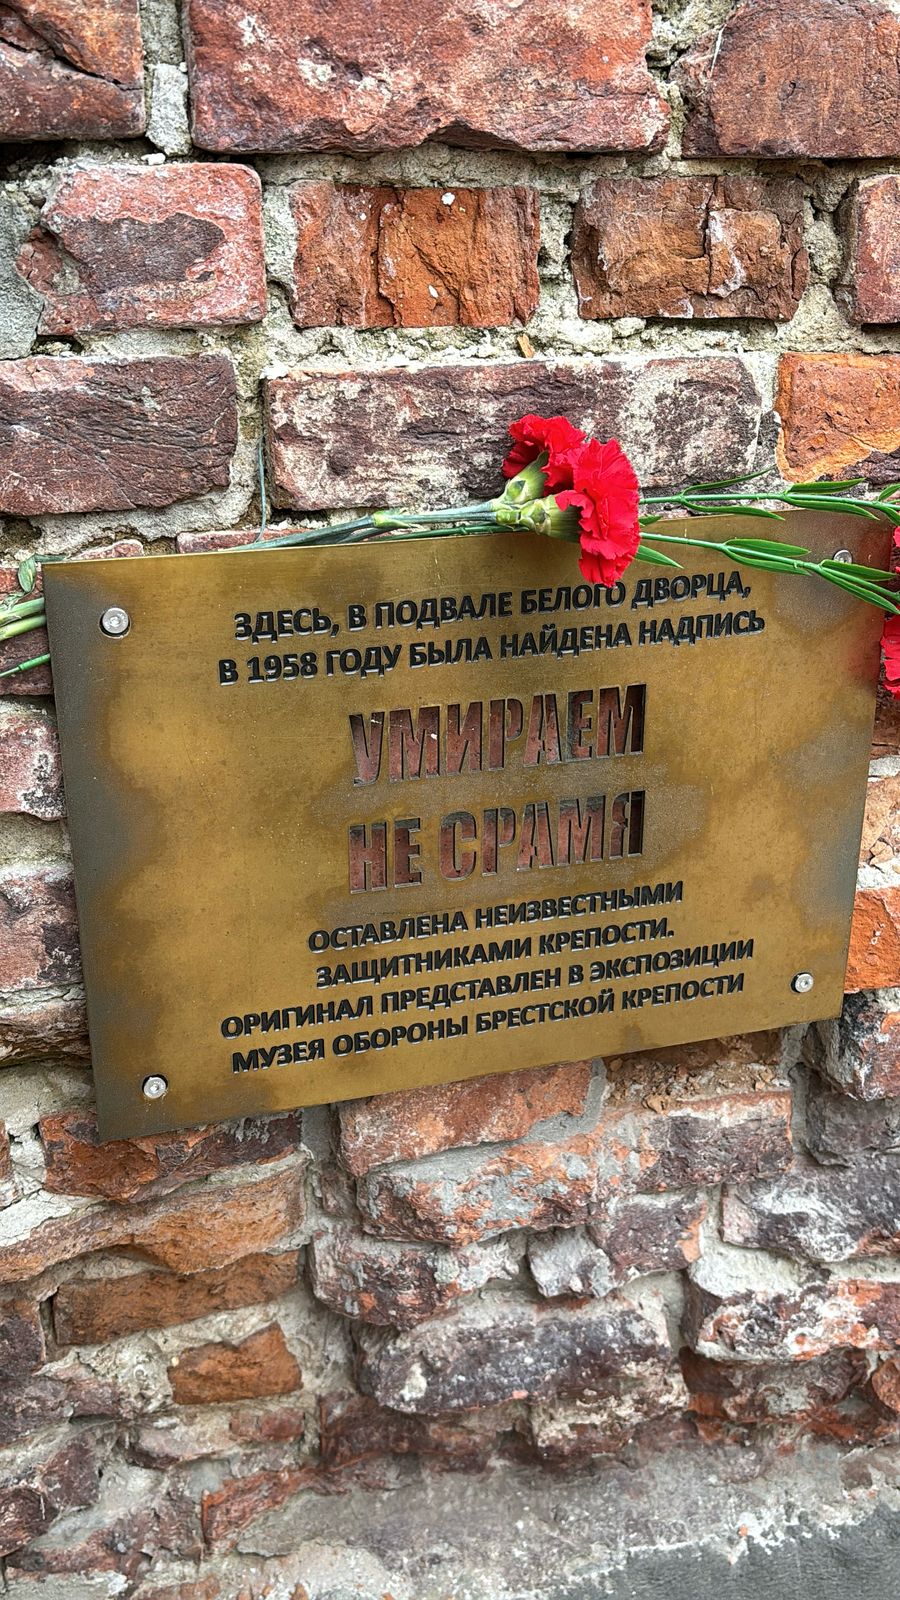 ЗДЕСЬ, В ПОДВАЛЕ БЕЛОГО ДВОРЦА,
В 1958 ГОДУ БЫЛА НАЙДЕНА НАДПИСЬ
УМИРАЕМ
НЕ СРАМЯ
ОСТАВЛЕНА НЕИЗВЕСТНЫМИ
ЗАЩИТНИКАМИ КРЕПОСТИ.
ОРИГИНАЛ ПРЕДСТАВЛЕН В ЭКСПОЗИЦИИ
МУЗЕЯ ОБОРОНЫ БРЕСТСКОЙ КРЕПОСТИ